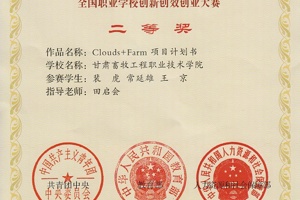 全国职业学校创新创效创业大赛
二等奖
作品名称：Clouds+Farm 项目计划书
学校名称：甘肃畜牧工程职业技术学院
参赛学生：裴 虎 常延雄 王 京
指导老师：田启会
共青团中央